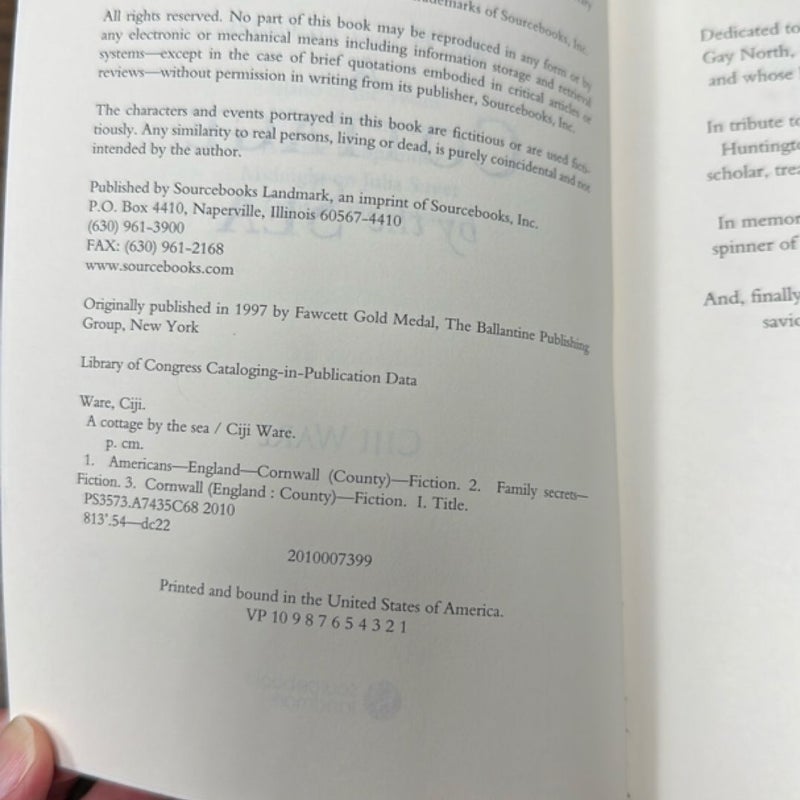 demarks of Sourcebooks, Inc.
All rights reserved. No part of this book may be reproduced in any form or by
any electronic or mechanical means including information storage and retrieval
systems—except in the case of brief quotations embodied in critical articles or
reviews—without permission in writing from its publisher, Sourcebooks, Inc.
The characters and events portrayed in this book are fictitious or are used ficti-
tiously. Any similarity to real persons, living or dead, is purely coincidental and not
intended by the author.
Published by Sourcebooks Landmark, an imprint of Sourcebooks, Inc.
P.O. Box 4410, Naperville, Illinois 60567-4410
(630) 961-3900
FAX: (630) 961-2168
www.sourcebooks.com
Originally published in 1997 by Fawcett Gold Medal, The Ballantine Publishing
Group, New York
Library of Congress Cataloging-in-Publication Data
Ware, Ciji.
A cottage by the sea / Ciji Ware.
p. cm.
1. Americans—England—Cornwall (County)—Fiction. 2. Family secrets—
Fiction. 3. Cornwall (England : County)—Fiction. I. Title.
PS3573.A7435C68 2010
813'.54—dc22
2010007399
Printed and bound in the United States of America.
VP 10 9 8 7 6 5 4 3 2 1
Dedicated to
Gay North,
and whose
In tribute to
Huntingto
scholar, trea
In memor
spinner of
And, finally
savio